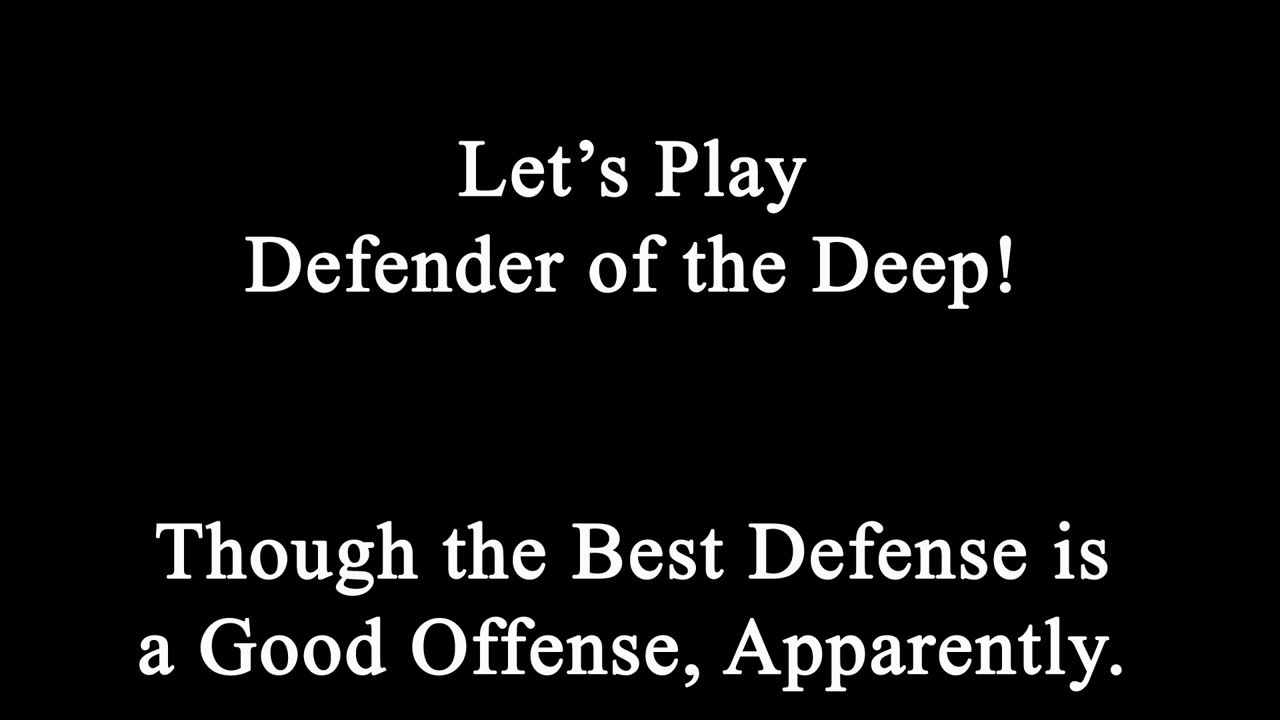 Let’s Play
Defender of the Deep!
Though the Best Defense is
a Good Offense, Apparently.